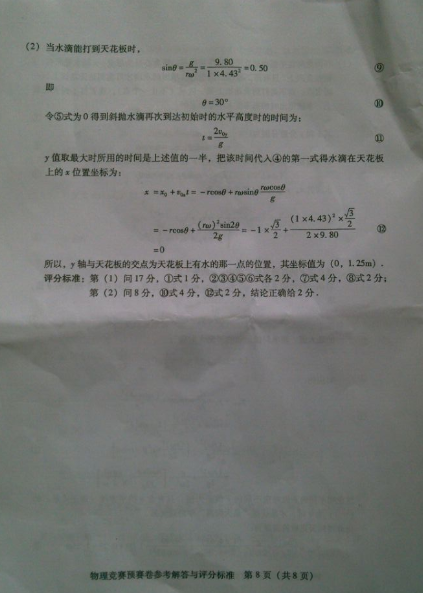 (2) 当水滴能打到天花板时，
sinθ = g/rω² = 9.80/(1×4.43²) = 0.50 ⑨
即
θ = 30° ⑩
令⑤式为0得到斜抛水滴再次到达初始时的水平高度时的时间为：
t = 2v₀ᵧ/g ⑪
y值取最大时所用的时间是上述值的一半，把该时间代入④的第一式得水滴在天花板
上的x位置坐标为：
x = x₀ + v₀ₓt = −rcosθ + rωsinθ rωcosθ/g
= −rcosθ + (rω)²sin2θ/2g = −1×√3/2 + (1×4.43)²×√3/2/(2×9.80) ⑫
=0
所以，y轴与天花板的交点为天花板上有水的那一点的位置，其坐标值为（0，1.25m）．
评分标准：第（1）问17分，①式1分，②③④⑤⑥式各2分，⑦式4分，⑧式2分；
第（2）问8分，⑩式4分，⑫式2分，结论正确给2分．
物理竞赛预赛卷参考解答与评分标准 第8页（共8页）